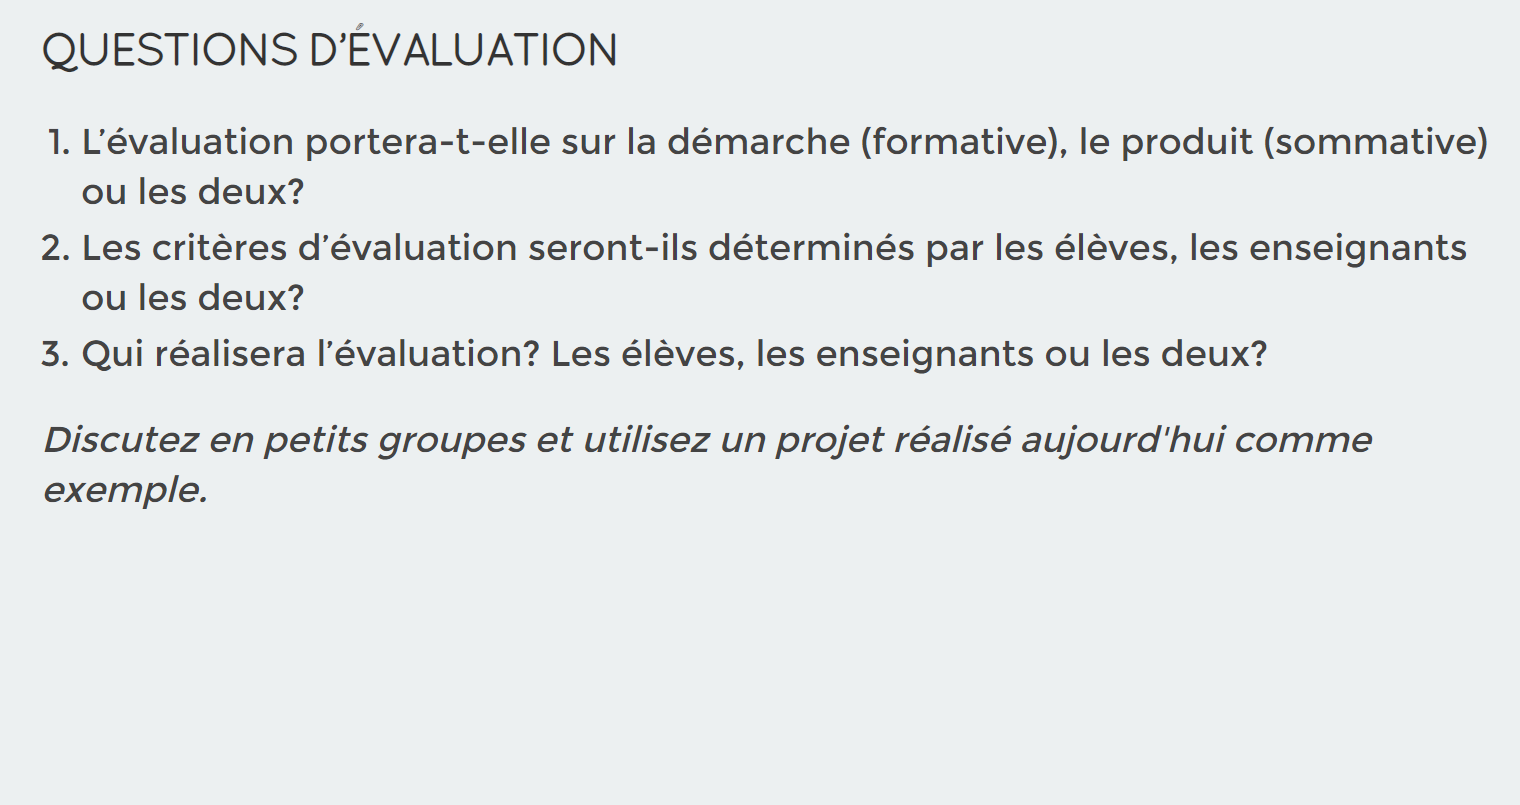 QUESTIONS D’ÉVALUATION
1. L’évaluation portera-t-elle sur la démarche (formative), le produit (sommative)
ou les deux?
2. Les critères d’évaluation seront-ils déterminés par les élèves, les enseignants
ou les deux?
3. Qui réalisera l’évaluation? Les élèves, les enseignants ou les deux?
Discutez en petits groupes et utilisez un projet réalisé aujourd'hui comme
exemple.